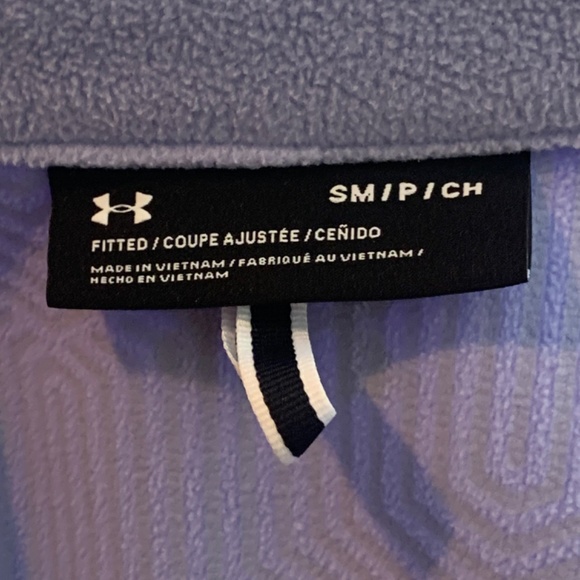 SM/P/CH
FITTED / COUPE AJUSTÉE / CEÑIDO
MADE IN VIETNAM / FABRIQUÉ AU VIETNAM /
HECHO EN VIETNAM